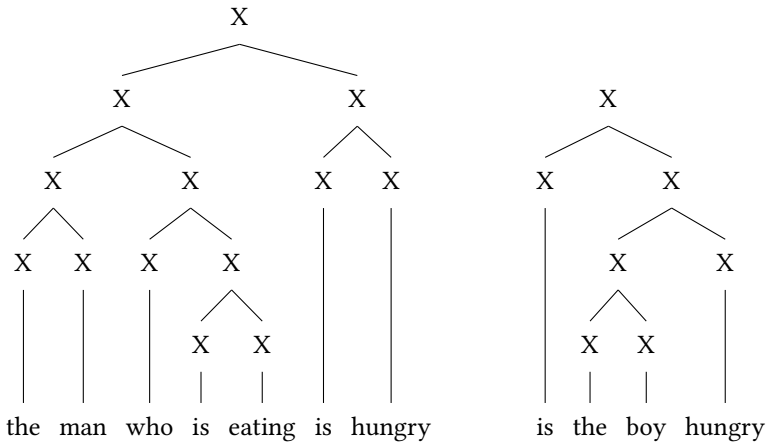 X
X X X
X X X X X X
X X X X X X
X X X X
the man who is eating is hungry is the boy hungry